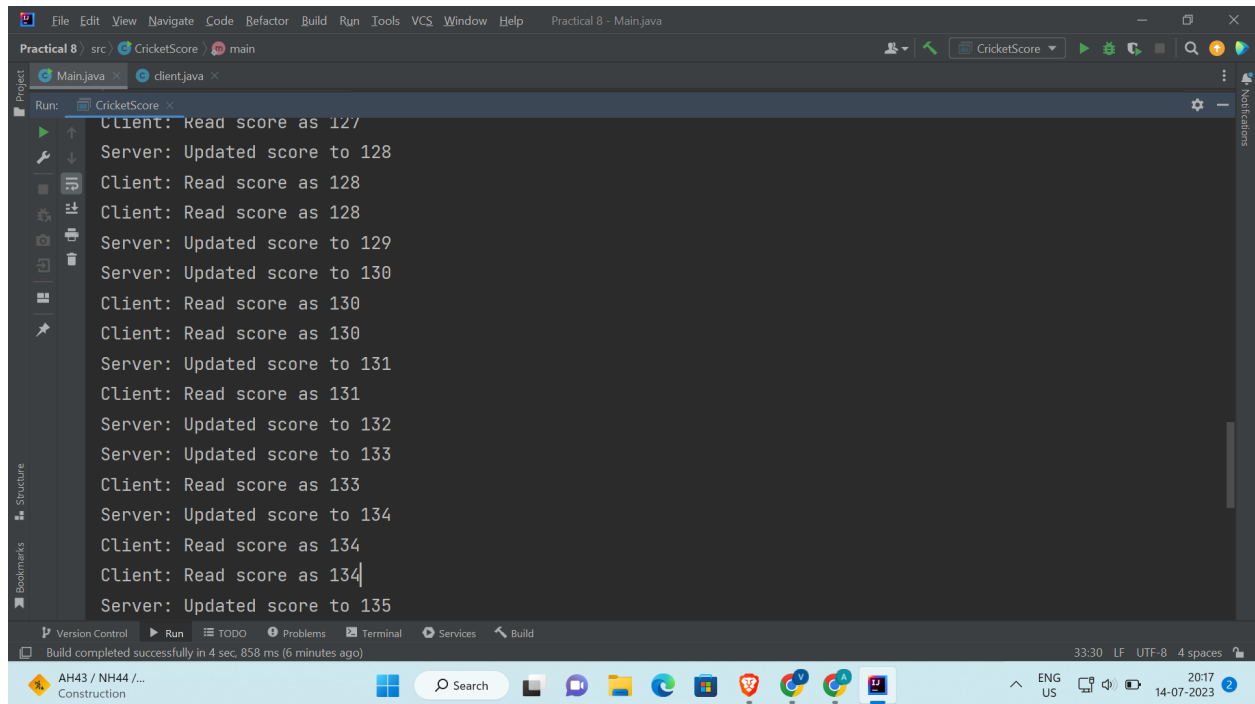 File Edit View Navigate Code Refactor Build Run Tools VCS Window Help Practical 8 - Main.java
Practical 8 src CricketScore main CricketScore
Main.java client.java
Project
Notifications
Run: CricketScore
Client: Read score as 127
Server: Updated score to 128
Client: Read score as 128
Client: Read score as 128
Server: Updated score to 129
Server: Updated score to 130
Client: Read score as 130
Client: Read score as 130
Server: Updated score to 131
Client: Read score as 131
Server: Updated score to 132
Server: Updated score to 133
Client: Read score as 133
Server: Updated score to 134
Client: Read score as 134
Client: Read score as 134
Server: Updated score to 135
Structure
Bookmarks
Version Control Run TODO Problems Terminal Services Build
Build completed successfully in 4 sec, 858 ms (6 minutes ago) 33:30 LF UTF-8 4 spaces
AH43 / NH44 /...
Construction
Search
ENG
US
20:17
14-07-2023
2